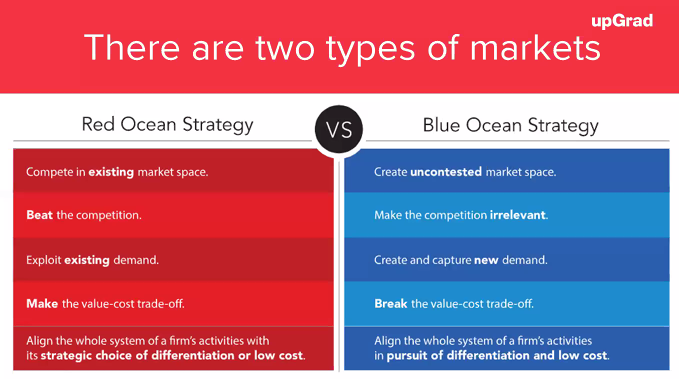 upGrad
There are two types of markets
Red Ocean Strategy
VS
Blue Ocean Strategy
Compete in existing market space.
Create uncontested market space.
Beat the competition.
Make the competition irrelevant.
Exploit existing demand.
Create and capture new demand.
Make the value-cost trade-off.
Break the value-cost trade-off.
Align the whole system of a firm's activities with
its strategic choice of differentiation or low cost.
Align the whole system of a firm's activities
in pursuit of differentiation and low cost.